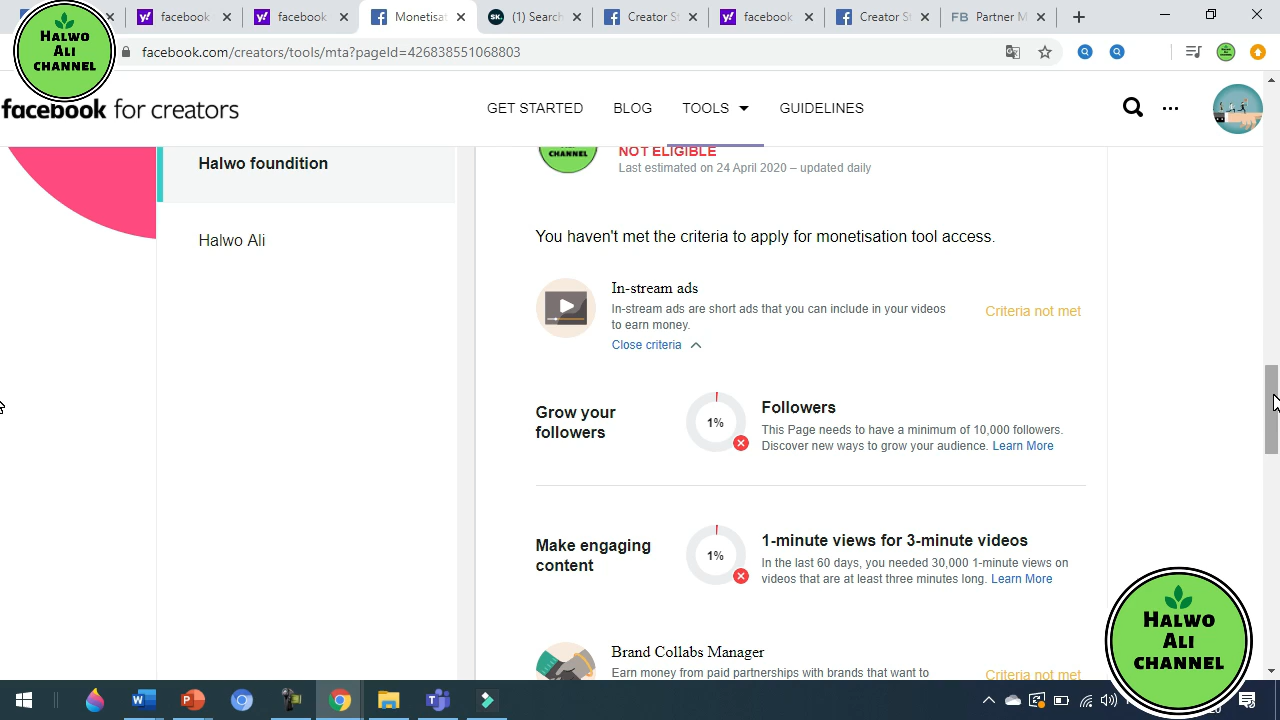 facebook
facebook
Monetisat
(1) Search
Creator S
facebook
Creator St
Partner M
facebook.com/creators/tools/mta?pageId=426838551068803
HALWO
ALI
CHANNEL
facebook for creators
GET STARTED
BLOG
TOOLS
GUIDELINES
Halwo foundition
Halwo Ali
CHANNEL
NOT ELIGIBLE
Last estimated on 24 April 2020 – updated daily
You haven't met the criteria to apply for monetisation tool access.
In-stream ads
In-stream ads are short ads that you can include in your videos
to earn money.
Criteria not met
Close criteria
Grow your
followers
1%
Followers
This Page needs to have a minimum of 10,000 followers.
Discover new ways to grow your audience. Learn More
Make engaging
content
1%
1-minute views for 3-minute videos
In the last 60 days, you needed 30,000 1-minute views on
videos that are at least three minutes long. Learn More
Brand Collabs Manager
Earn money from paid partnerships with brands that want to
Criteria not met
HALWO
ALI
CHANNEL